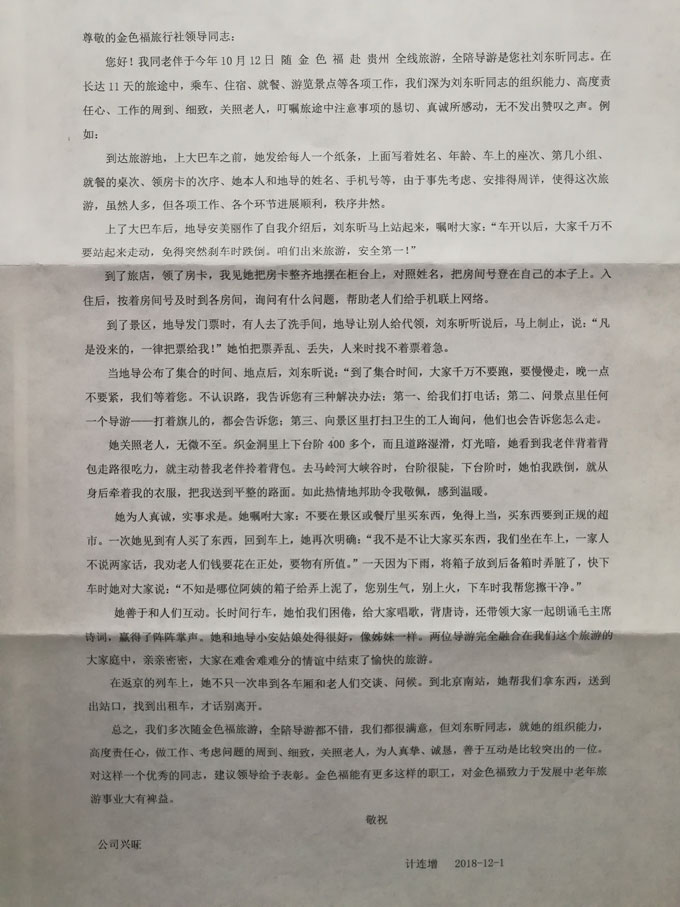 尊敬的金色福旅行社领导同志：
您好！我同老伴于今年 10 月 12 日 随 金 色 福 赴 贵州 全线旅游，全陪导游是您社刘东昕同志。在
长达 11 天的旅途中，乘车、住宿、就餐、游览景点等各项工作，我们深为刘东昕同志的组织能力、高度责
任心、工作的周到、细致，关照老人，叮嘱旅途中注意事项的恳切、真诚所感动，无不发出赞叹之声。例
如：
到达旅游地，上大巴车之前，她发给每人一个纸条，上面写着姓名、年龄、车上的座次、第几小组、
就餐的桌次、领房卡的次序、她本人和地导的姓名、手机号等，由于事先考虑、安排得周详，使得这次旅
游，虽然人多，但各项工作、各个环节进展顺利，秩序井然。
上了大巴车后，地导安美丽作了自我介绍后，刘东昕马上站起来，嘱咐大家：“车开以后，大家千万不
要站起来走动，免得突然刹车时跌倒。咱们出来旅游，安全第一！”
到了旅店，领了房卡，我见她把房卡整齐地摆在柜台上，对照姓名，把房间号登在自己的本子上。入
住后，按着房间号及时到各房间，询问有什么问题，帮助老人们给手机联上网络。
到了景区，地导发门票时，有人去了洗手间，地导让别人给代领，刘东昕听说后，马上制止，说：“凡
是没来的，一律把票给我！”她怕把票弄乱、丢失，人来时找不着票着急。
当地导公布了集合的时间、地点后，刘东昕说：“到了集合时间，大家千万不要跑，要慢慢走，晚一点
不要紧，我们等着您。不认识路，我告诉您有三种解决办法：第一、给我们打电话；第二、问景点里任何
一个导游——打着旗儿的，都会告诉您；第三、向景区里打扫卫生的工人询问，他们也会告诉您怎么走。
她关照老人，无微不至。织金洞里上下台阶 400 多个，而且道路湿滑，灯光暗，她看到我老伴背着背
包走路很吃力，就主动替我老伴拎着背包。去马岭河大峡谷时，台阶很陡，下台阶时，她怕我跌倒，就从
身后牵着我的衣服，把我送到平整的路面。如此热情地邦助令我敬佩，感到温暖。
她为人真诚，实事求是。她嘱咐大家：不要在景区或餐厅里买东西，免得上当，买东西要到正规的超
市。一次她见到有人买了东西，回到车上，她再次明确：“我不是不让大家买东西，我们坐在车上，一家人
不说两家话，我劝老人们钱要花在正处，要物有所值。”一天因为下雨，将箱子放到后备箱时弄脏了，快下
车时她对大家说：“不知是哪位阿姨的箱子给弄上泥了，您别生气，别上火，下车时我帮您擦干净。”
她善于和人们互动。长时间行车，她怕我们困倦，给大家唱歌，背唐诗，还带领大家一起朗诵毛主席
诗词，赢得了阵阵掌声。她和地导小安姑娘处得很好，像姊妹一样。两位导游完全融合在我们这个旅游的
大家庭中，亲亲密密，大家在难舍难分的情谊中结束了愉快的旅游。
在返京的列车上，她不只一次串到各车厢和老人们交谈、问候。到北京南站，她帮我们拿东西，送到
出站口，找到出租车，才话别离开。
总之，我们多次随金色福旅游，全陪导游都不错，我们都很满意，但刘东昕同志，就她的组织能力，
高度责任心，做工作、考虑问题的周到、细致，关照老人，为人真挚、诚恳，善于互动是比较突出的一位。
对这样一个优秀的同志，建议领导给予表彰。金色福能有更多这样的职工，对金色福致力于发展中老年旅
游事业大有裨益。
敬祝
公司兴旺
计连增 2018-12-1